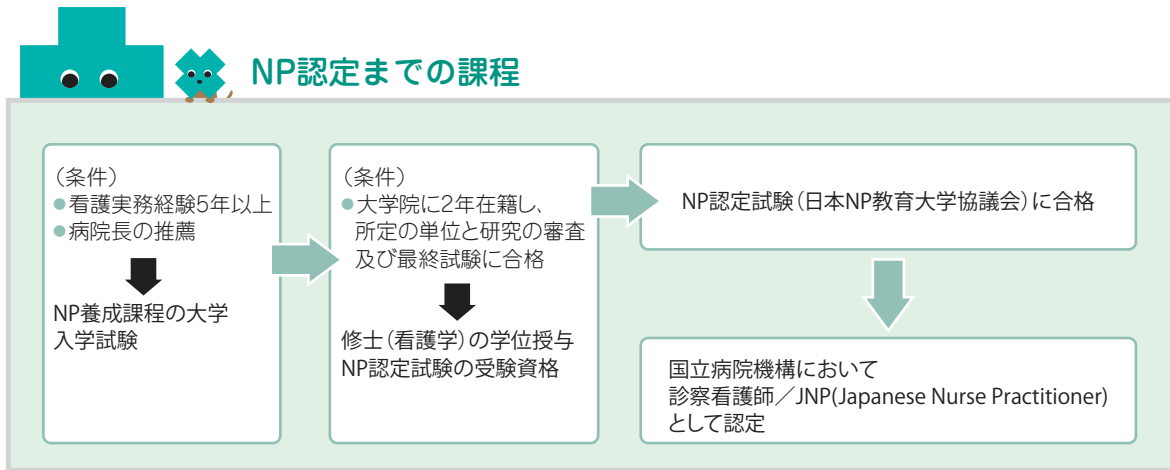 NP認定までの課程
（条件）
●看護実務経験5年以上
●病院長の推薦
NP養成課程の大学
入学試験
（条件）
●大学院に2年在籍し、
所定の単位と研究の審査
及び最終試験に合格
修士（看護学）の学位授与
NP認定試験の受験資格
NP認定試験（日本NP教育大学協議会）に合格
国立病院機構において
診察看護師／JNP(Japanese Nurse Practitioner)
として認定